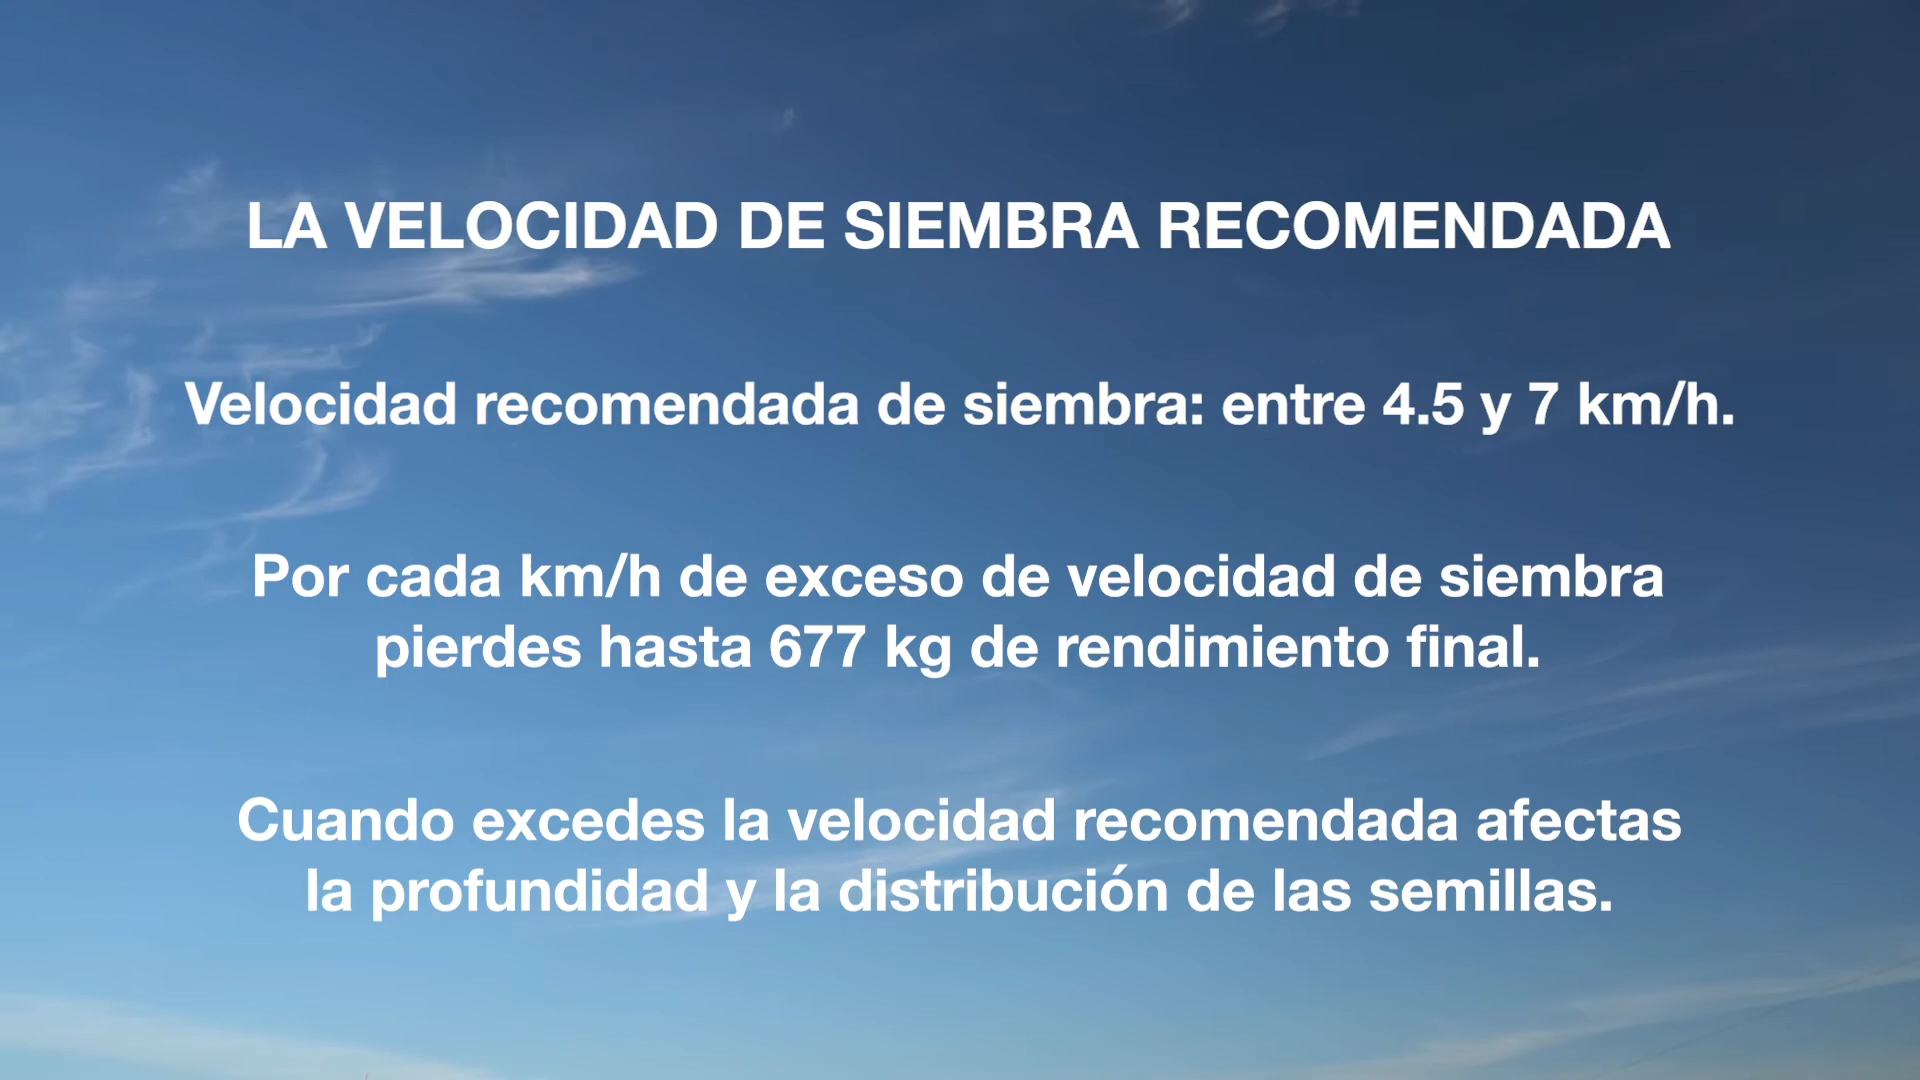 LA VELOCIDAD DE SIEMBRA RECOMENDADA
Velocidad recomendada de siembra: entre 4.5 y 7 km/h.
Por cada km/h de exceso de velocidad de siembra
pierdes hasta 677 kg de rendimiento final.
Cuando excedes la velocidad recomendada afectas
la profundidad y la distribución de las semillas.